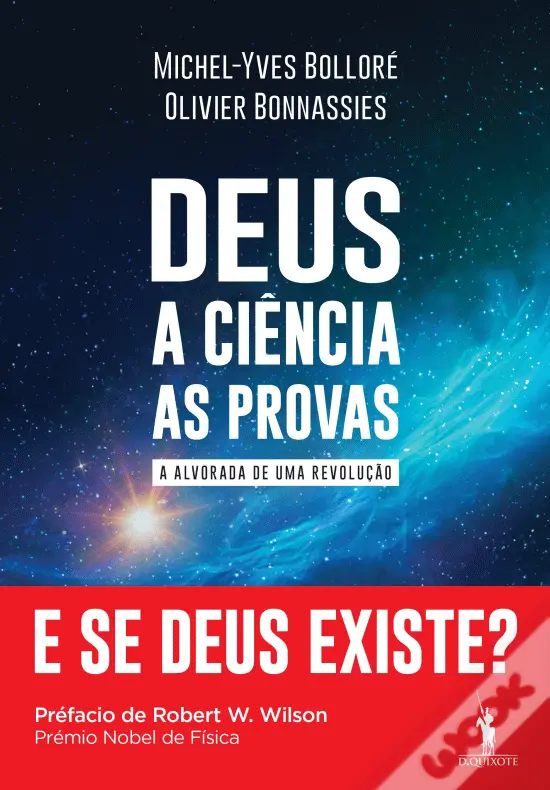 MICHEL-YVES BOLLORÉ
OLIVIER BONNASSIES
DEUS
A CIÊNCIA
AS PROVAS
A ALVORADA DE UMA REVOLUÇÃO
E SE DEUS EXISTE?
Préfacio de Robert W. Wilson
Prémio Nobel de Física
WOOK
D.QUIXOTE